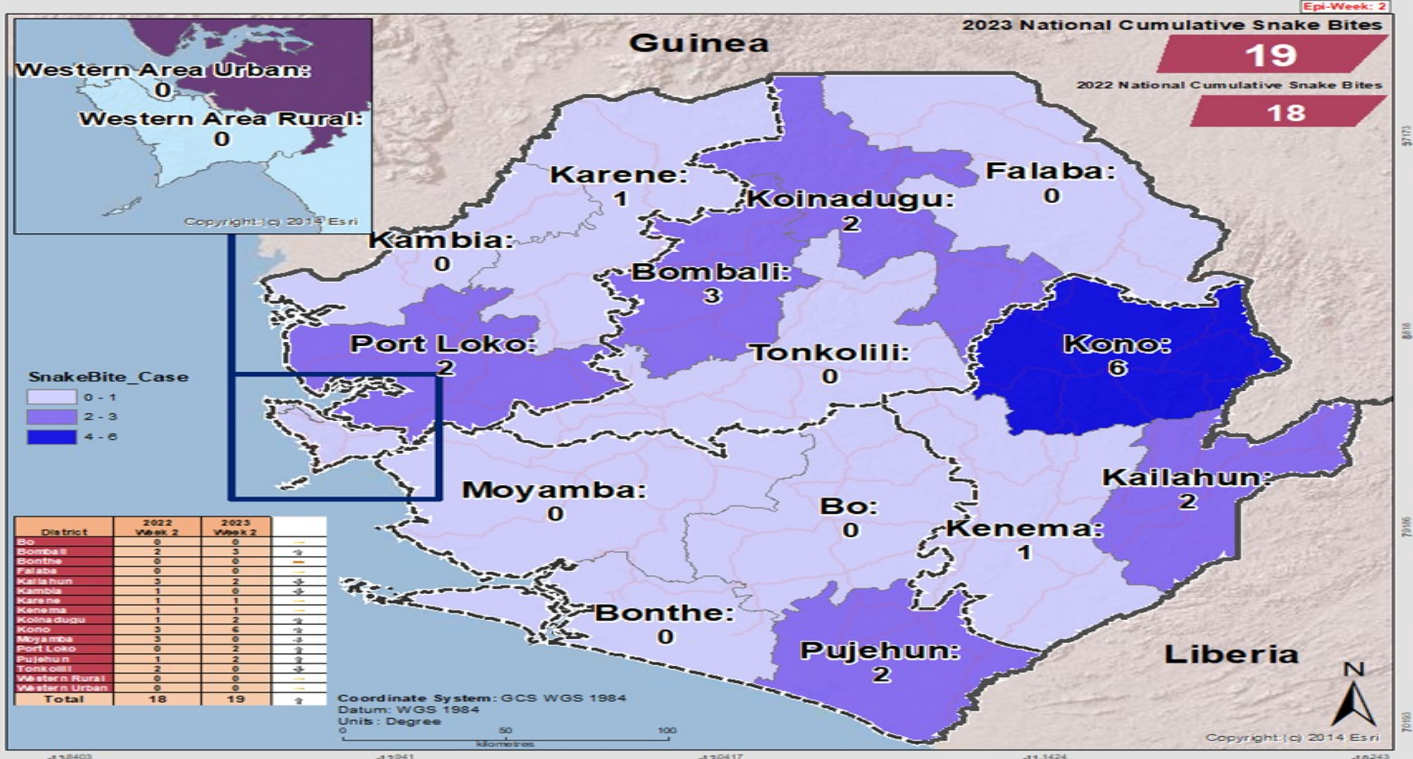 Epi-Week: 2
2023 National Cumulative Snake Bites
19
2022 National Cumulative Snake Bites
18
Guinea
Western Area Urban:
0
Western Area Rural:
0
Copyright:(c) 2014 Esri
Karene:
1
Koinadugu:
2
Falaba:
0
Kambia:
0
Bombali:
3
Port Loko:
2
Tonkolili:
0
Kono:
6
SnakeBite_Case
0 - 1
2 - 3
4 - 6
Moyamba:
0
Bo:
0
Kenema:
1
Kailahun:
2
Bonthe:
0
Pujehun:
2
Liberia
N
District 2022 Week 2 2023 Week 2
Bo 0 0
Bombali 2 3
Bonthe 0 0
Falaba 0 0
Kailahun 3 2
Kambia 1 0
Karene 1 1
Kenema 1 1
Koinadugu 1 2
Kono 3 6
Moyamba 3 0
Port Loko 0 2
Pujehun 1 2
Tonkolili 2 0
Western Rural 0 0
Western Urban 0 0
Total 18 19
Coordinate System: GCS WGS 1984
Datum: WGS 1984
Units: Degree
0 50 100
kilometres
Copyright:(c) 2014 Esri